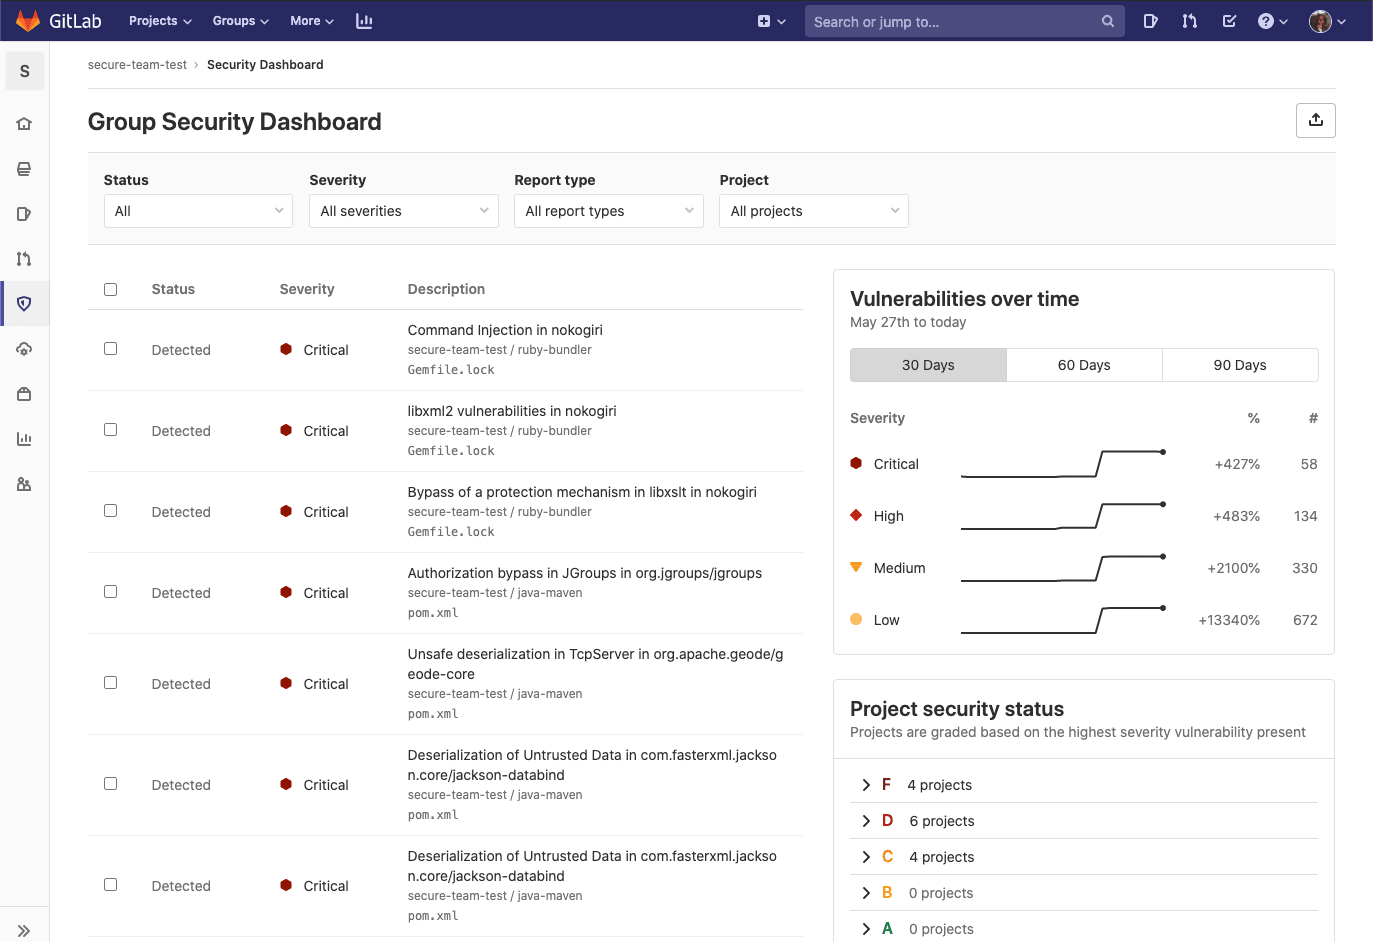 GitLab Projects Groups More Search or jump to...
S
secure-team-test › Security Dashboard
Group Security Dashboard
Status Severity Report type Project
All All severities All report types All projects
Status Severity Description
Detected Critical Command Injection in nokogiri
secure-team-test / ruby-bundler
Gemfile.lock
Detected Critical libxml2 vulnerabilities in nokogiri
secure-team-test / ruby-bundler
Gemfile.lock
Detected Critical Bypass of a protection mechanism in libxslt in nokogiri
secure-team-test / ruby-bundler
Gemfile.lock
Detected Critical Authorization bypass in JGroups in org.jgroups/jgroups
secure-team-test / java-maven
pom.xml
Detected Critical Unsafe deserialization in TcpServer in org.apache.geode/g
eode-core
secure-team-test / java-maven
pom.xml
Detected Critical Deserialization of Untrusted Data in com.fasterxml.jackso
n.core/jackson-databind
secure-team-test / java-maven
pom.xml
Detected Critical Deserialization of Untrusted Data in com.fasterxml.jackso
n.core/jackson-databind
secure-team-test / java-maven
pom.xml
Vulnerabilities over time
May 27th to today
30 Days 60 Days 90 Days
Severity % #
Critical +427% 58
High +483% 134
Medium +2100% 330
Low +13340% 672
Project security status
Projects are graded based on the highest severity vulnerability present
F 4 projects
D 6 projects
C 4 projects
B 0 projects
A 0 projects